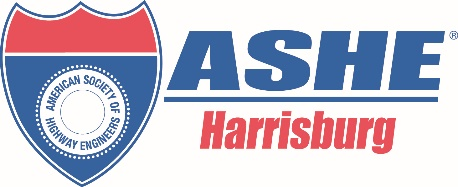 AMERICAN SOCIETY OF
HIGHWAY ENGINEERS
ASHE®
Harrisburg